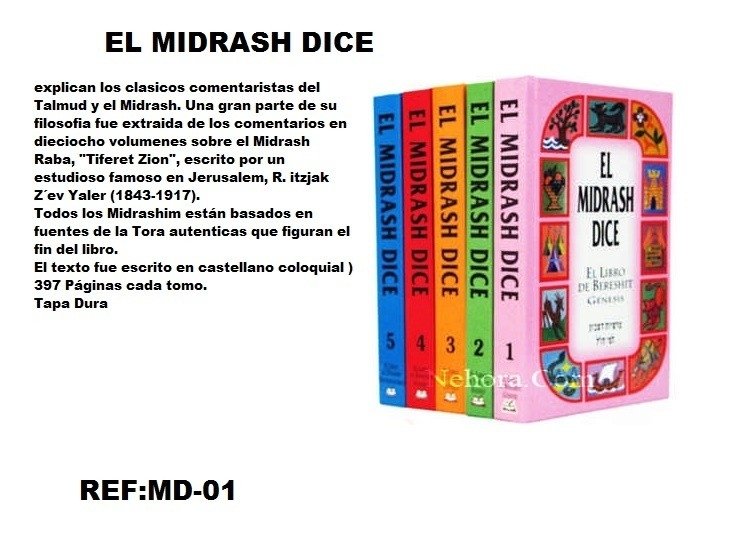 EL MIDRASH DICE
explican los clasicos comentaristas del
Talmud y el Midrash. Una gran parte de su
filosofia fue extraida de los comentarios en
dieciocho volumenes sobre el Midrash
Raba, "Tiferet Zion", escrito por un
estudioso famoso en Jerusalem, R. itzjak
Z´ev Yaler (1843-1917).
Todos los Midrashim están basados en
fuentes de la Tora autenticas que figuran el
fin del libro.
El texto fue escrito en castellano coloquial )
397 Páginas cada tomo.
Tapa Dura
EL MIDRASH DICE
5
EL MIDRASH DICE
4
EL MIDRASH DICE
3
EL MIDRASH DICE
2
EL MIDRASH DICE
1
EL
MIDRASH
DICE
EL LIBRO
DE BERESHIT
GENESIS
Nehora.Com
REF:MD-01